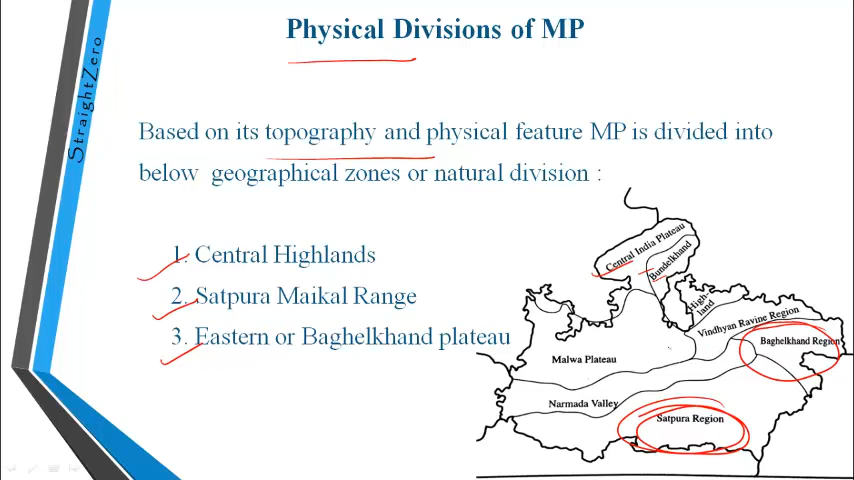 Physical Divisions of MP
StraightZero
Based on its topography and physical feature MP is divided into
below geographical zones or natural division :
1. Central Highlands
2. Satpura Maikal Range
3. Eastern or Baghelkhand plateau
Central India Plateau
Bundelkhand
High-
land
Vindhyan Ravine Region
Baghelkhand Region
Malwa Plateau
Narmada Valley
Satpura Region